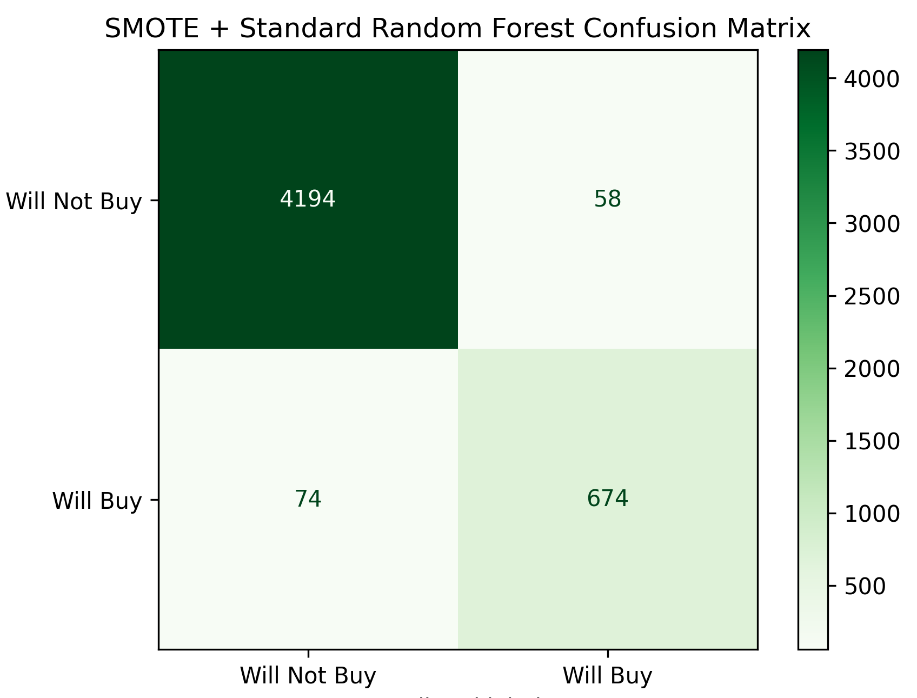 SMOTE + Standard Random Forest Confusion Matrix
Will Not Buy
4194
58
Will Buy
74
674
Will Not Buy
Will Buy
4000
3500
3000
2500
2000
1500
1000
500